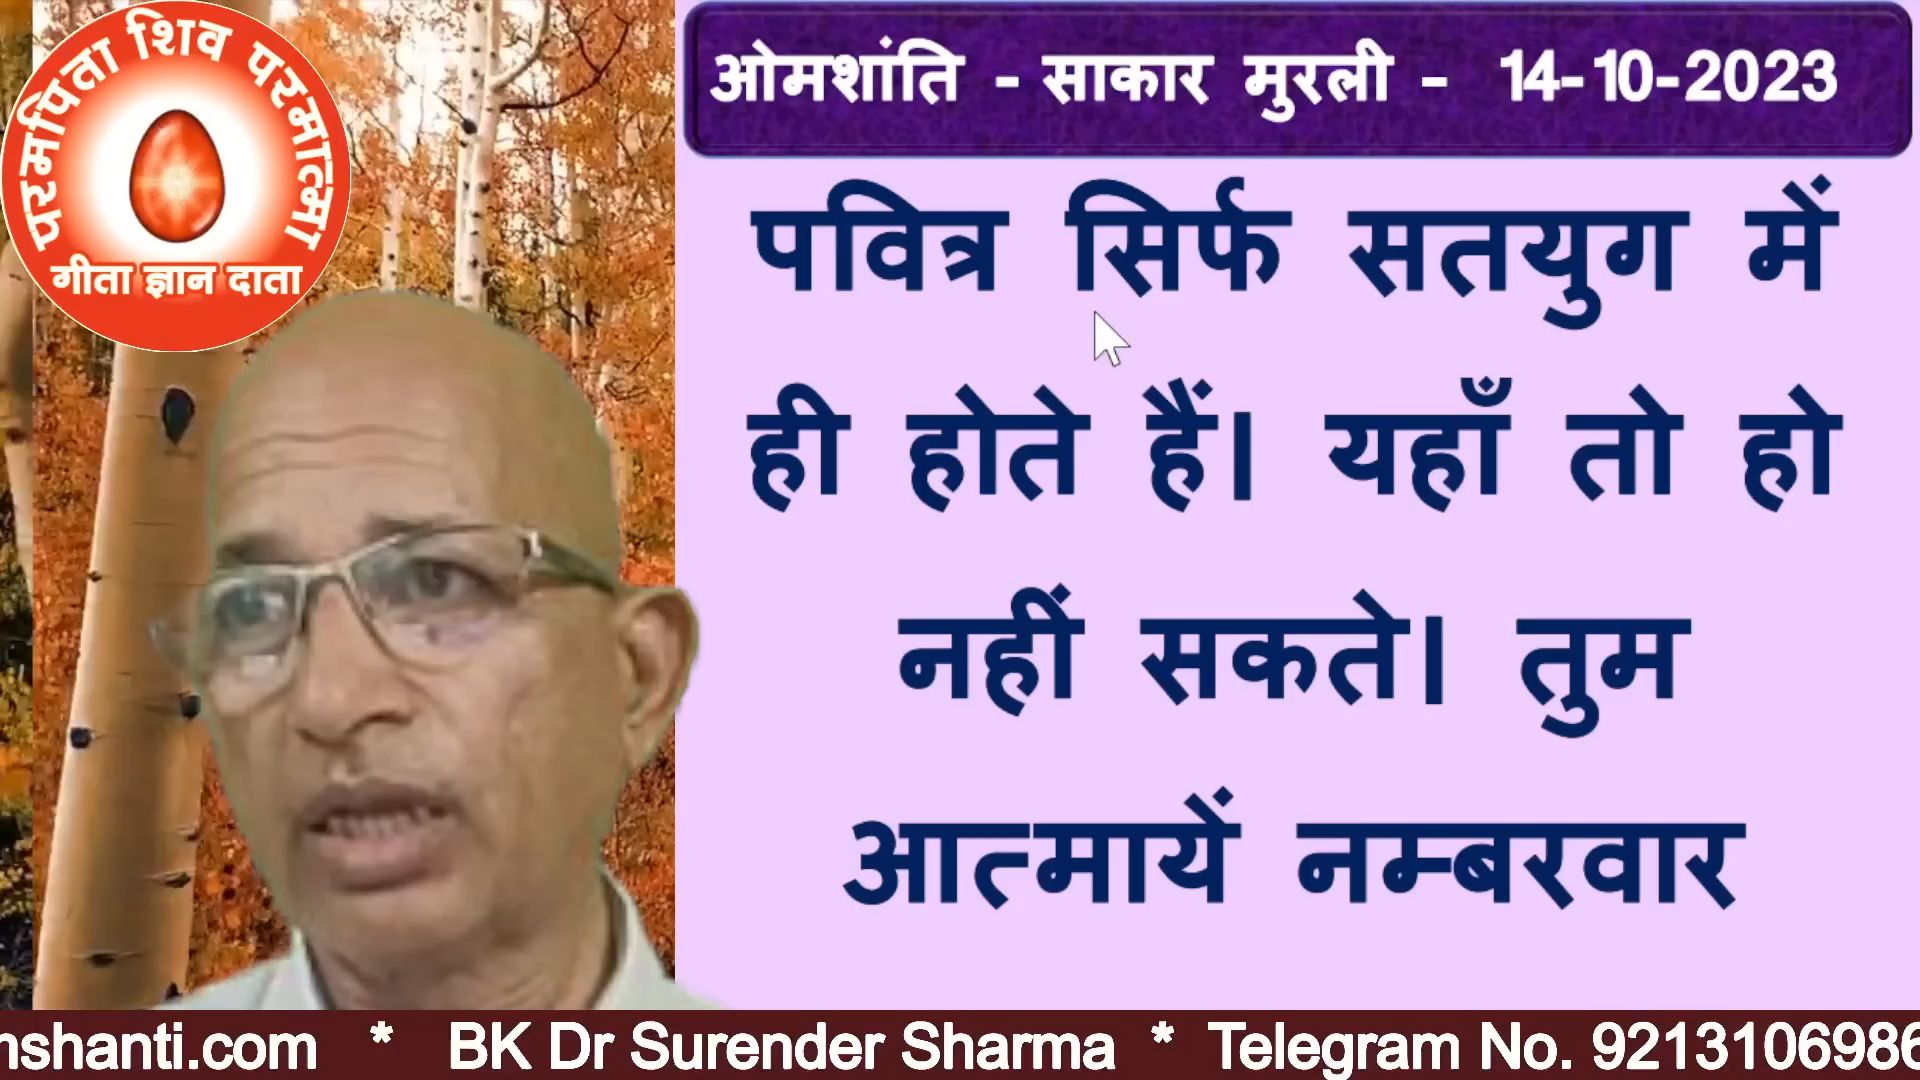 परमपिता शिव परमात्मा
गीता ज्ञान दाता
ओमशांति - साकार मुरली - 14-10-2023
पवित्र सिर्फ सतयुग में
ही होते हैं। यहाँ तो हो
नहीं सकते। तुम
आत्मायें नम्बरवार
nshanti.com * BK Dr Surender Sharma * Telegram No. 9213106986